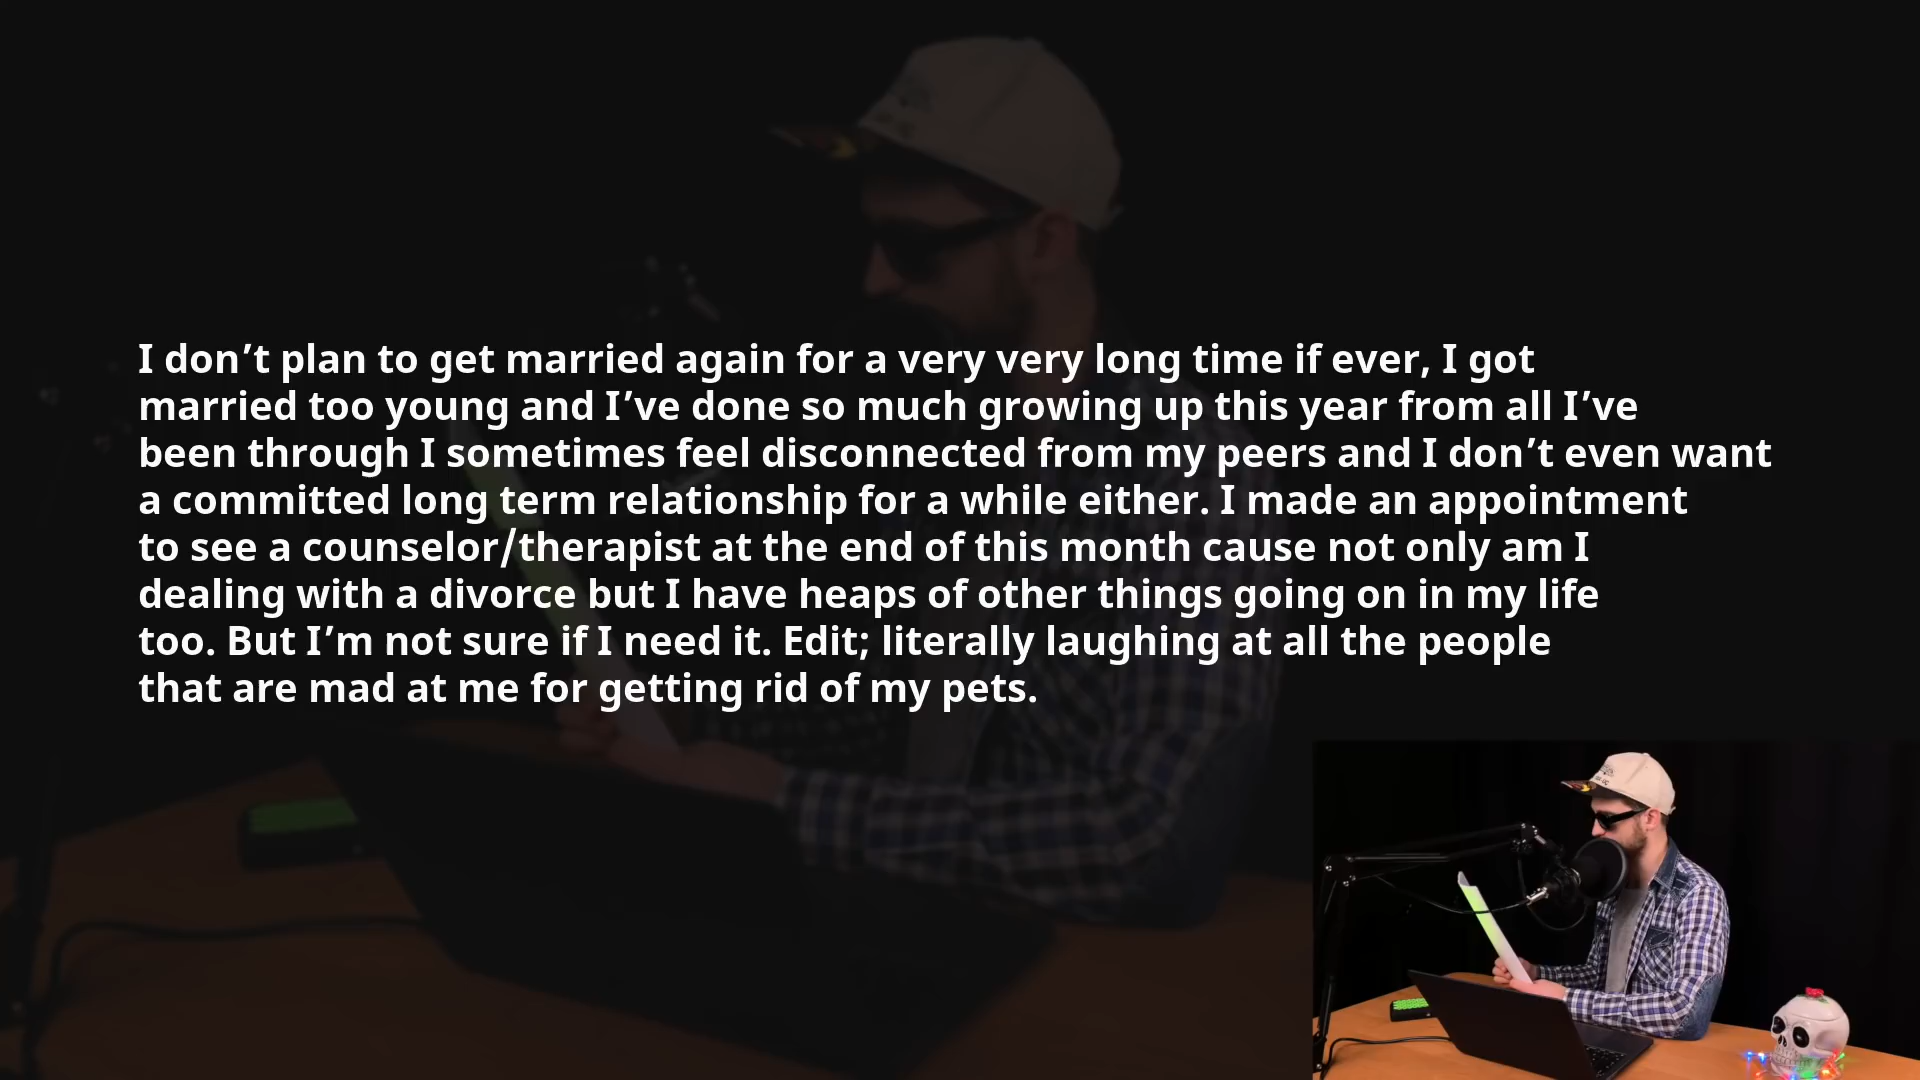 I don’t plan to get married again for a very very long time if ever, I got
married too young and I’ve done so much growing up this year from all I’ve
been through I sometimes feel disconnected from my peers and I don’t even want
a committed long term relationship for a while either. I made an appointment
to see a counselor/therapist at the end of this month cause not only am I
dealing with a divorce but I have heaps of other things going on in my life
too. But I’m not sure if I need it. Edit; literally laughing at all the people
that are mad at me for getting rid of my pets.